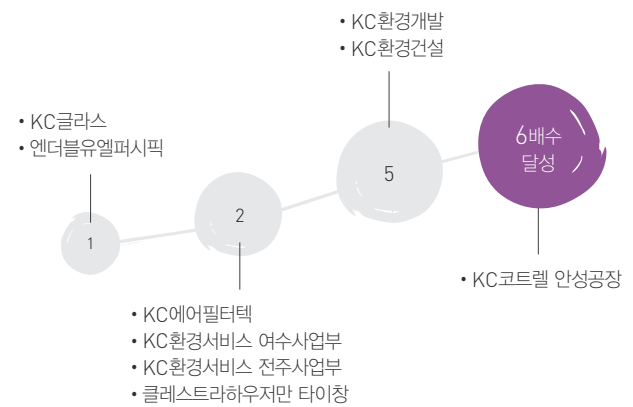 • KC환경개발
• KC환경건설
• KC글라스
• 엔더블유엘퍼시픽
6배수
달성
5
2
1
• KC코트렐 안성공장
• KC에어필터텍
• KC환경서비스 여수사업부
• KC환경서비스 전주사업부
• 클레스트라하우저만 타이창